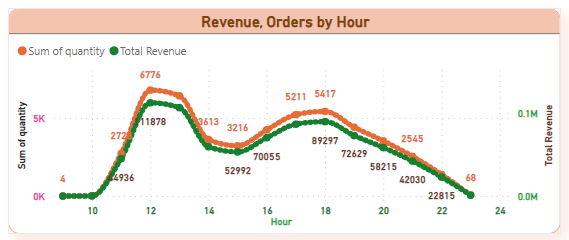 Revenue, Orders by Hour
Sum of quantity Total Revenue
6776
5211 5417
3613 3216
272
2545
4 68
11878
44936
52992
70055
89297
72629
58215
42030
22815
5K
0K
0.1M
0.0M
Sum of quantity
Total Revenue
10 12 14 16 18 20 22 24
Hour